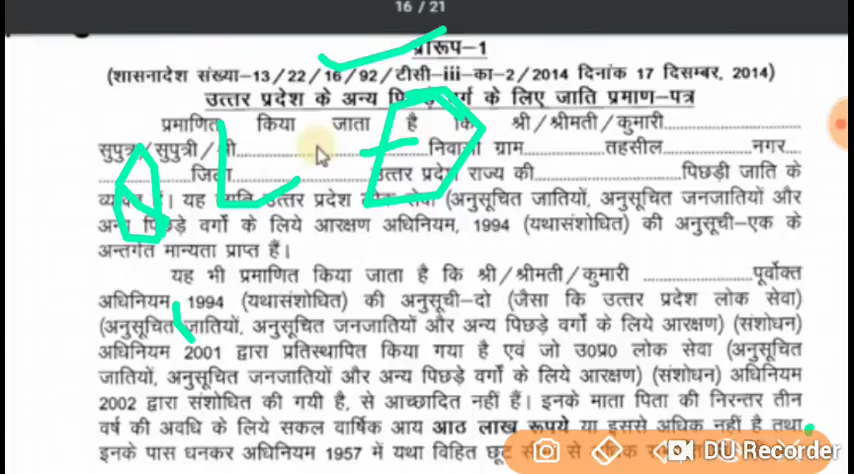 16 / 21
प्रारूप-1
(शासनादेश संख्या-13/22/16/92/टीसी-iii-का-2/2014 दिनांक 17 दिसम्बर, 2014)
उत्तर प्रदेश के अन्य पिछड़े वर्ग के लिए जाति प्रमाण-पत्र
प्रमाणित किया जाता है कि श्री/श्रीमती/कुमारी....................
सुपुत्र/सुपुत्री/श्री....................निवासी ग्राम....................तहसील....................नगर
....................जिला....................उत्तर प्रदेश राज्य की....................पिछड़ी जाति के
व्यक्ति हैं। यह जाति उत्तर प्रदेश लोक सेवा (अनुसूचित जातियों, अनुसूचित जनजातियों और
अन्य पिछड़े वर्गो के लिये आरक्षण अधिनियम, 1994 (यथासंशोधित) की अनुसूची-एक के
अन्तर्गत मान्यता प्राप्त हैं।
यह भी प्रमाणित किया जाता है कि श्री/श्रीमती/कुमारी ....................पूर्वोक्त
अधिनियम 1994 (यथासंशोधित) की अनुसूची-दो (जैसा कि उत्तर प्रदेश लोक सेवा)
(अनुसूचित जातियों, अनुसूचित जनजातियों और अन्य पिछड़े वर्गो के लिये आरक्षण) (संशोधन)
अधिनियम 2001 द्वारा प्रतिस्थापित किया गया है एवं जो उ0प्र0 लोक सेवा (अनुसूचित
जातियों, अनुसूचित जनजातियों और अन्य पिछड़े वर्गो के लिये आरक्षण) (संशोधन) अधिनियम
2002 द्वारा संशोधित की गयी है, से आच्छादित नहीं हैं। इनके माता पिता की निरन्तर तीन
वर्ष की अवधि के लिये सकल वार्षिक आय आठ लाख रूपये या इससे अधिक नहीं है तथा
इनके पास धनकर अधिनियम 1957 में यथा विहित छूट
DU Recorder